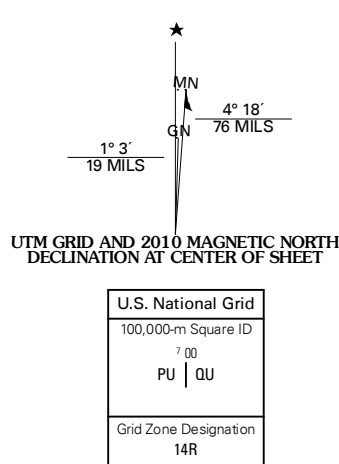 ★
MN
4° 18´
76 MILS
GN
1° 3´
19 MILS
UTM GRID AND 2010 MAGNETIC NORTH
DECLINATION AT CENTER OF SHEET
U.S. National Grid
100,000-m Square ID
7 00
PU | QU
Grid Zone Designation
14R